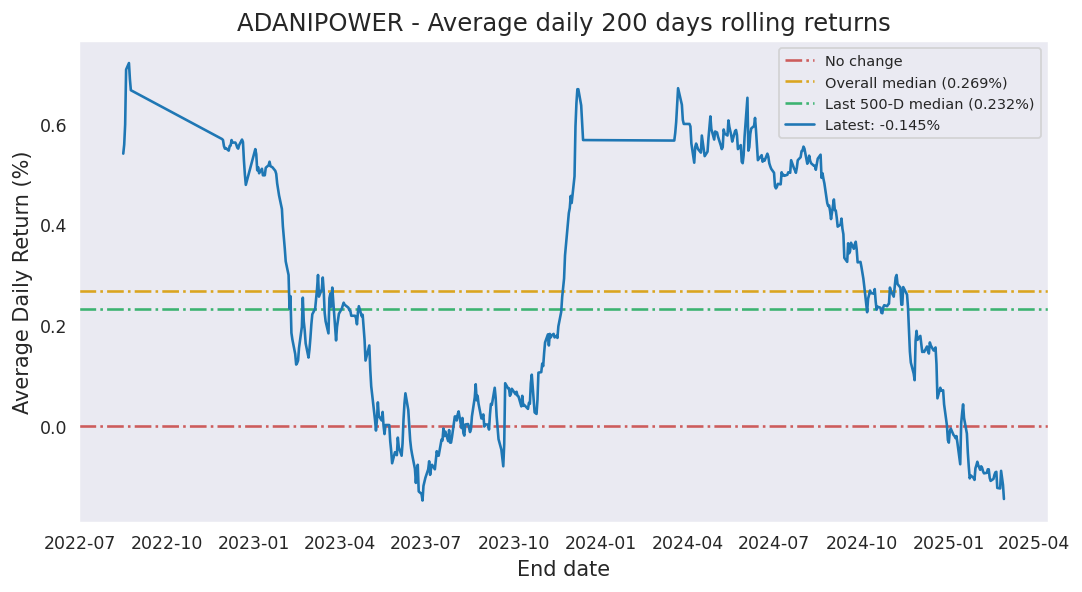 ADANIPOWER - Average daily 200 days rolling returns
No change
Overall median (0.269%)
Last 500-D median (0.232%)
Latest: -0.145%
Average Daily Return (%)
0.6
0.4
0.2
0.0
2022-07 2022-10 2023-01 2023-04 2023-07 2023-10 2024-01 2024-04 2024-07 2024-10 2025-01 2025-04
End date